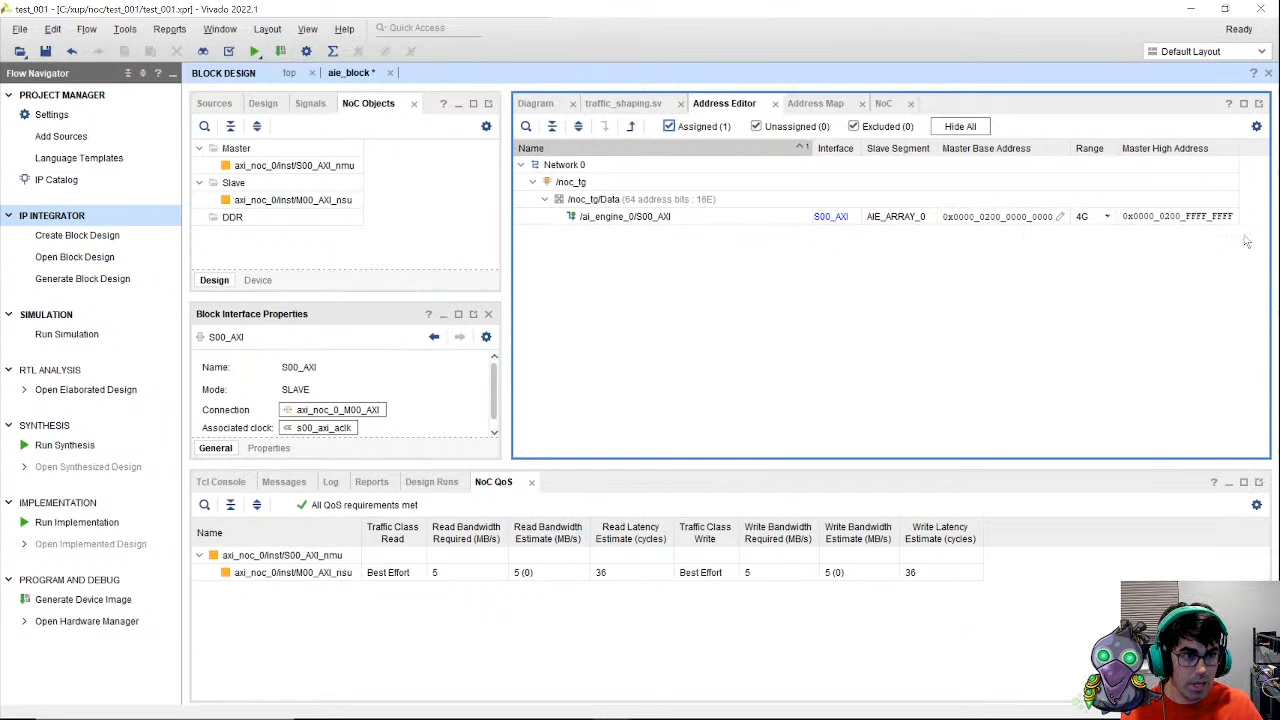 test_001 - [C:/xup/noc/test_001/test_001.xpr] - Vivado 2022.1
File Edit Flow Tools Reports Window Layout View Help Quick Access Ready
Default Layout
Flow Navigator
PROJECT MANAGER
Settings
Add Sources
Language Templates
IP Catalog
IP INTEGRATOR
Create Block Design
Open Block Design
Generate Block Design
SIMULATION
Run Simulation
RTL ANALYSIS
Open Elaborated Design
SYNTHESIS
Run Synthesis
Open Synthesized Design
IMPLEMENTATION
Run Implementation
Open Implemented Design
PROGRAM AND DEBUG
Generate Device Image
Open Hardware Manager
BLOCK DESIGN top aie_block *
Sources Design Signals NoC Objects
Master
axi_noc_0/inst/S00_AXI_nmu
Slave
axi_noc_0/inst/M00_AXI_nsu
DDR
Design Device
Block Interface Properties
S00_AXI
Name: S00_AXI
Mode: SLAVE
Connection axi_noc_0_M00_AXI
Associated clock: s00_axi_aclk
General Properties
Diagram traffic_shaping.sv Address Editor Address Map NoC
Assigned (1) Unassigned (0) Excluded (0) Hide All
Name 1 Interface Slave Segment Master Base Address Range Master High Address
Network 0
/noc_tg
/noc_tg/Data (64 address bits : 16E)
/ai_engine_0/S00_AXI S00_AXI AIE_ARRAY_0 0x0000_0200_0000_0000 4G 0x0000_0200_FFFF_FFFF
Tcl Console Messages Log Reports Design Runs NoC QoS
All QoS requirements met
Name Traffic Class Read Read Bandwidth Required (MB/s) Read Bandwidth Estimate (MB/s) Read Latency Estimate (cycles) Traffic Class Write Write Bandwidth Required (MB/s) Write Bandwidth Estimate (MB/s) Write Latency Estimate (cycles)
axi_noc_0/inst/S00_AXI_nmu
axi_noc_0/inst/M00_AXI_nsu Best Effort 5 5 (0) 36 Best Effort 5 5 (0) 36